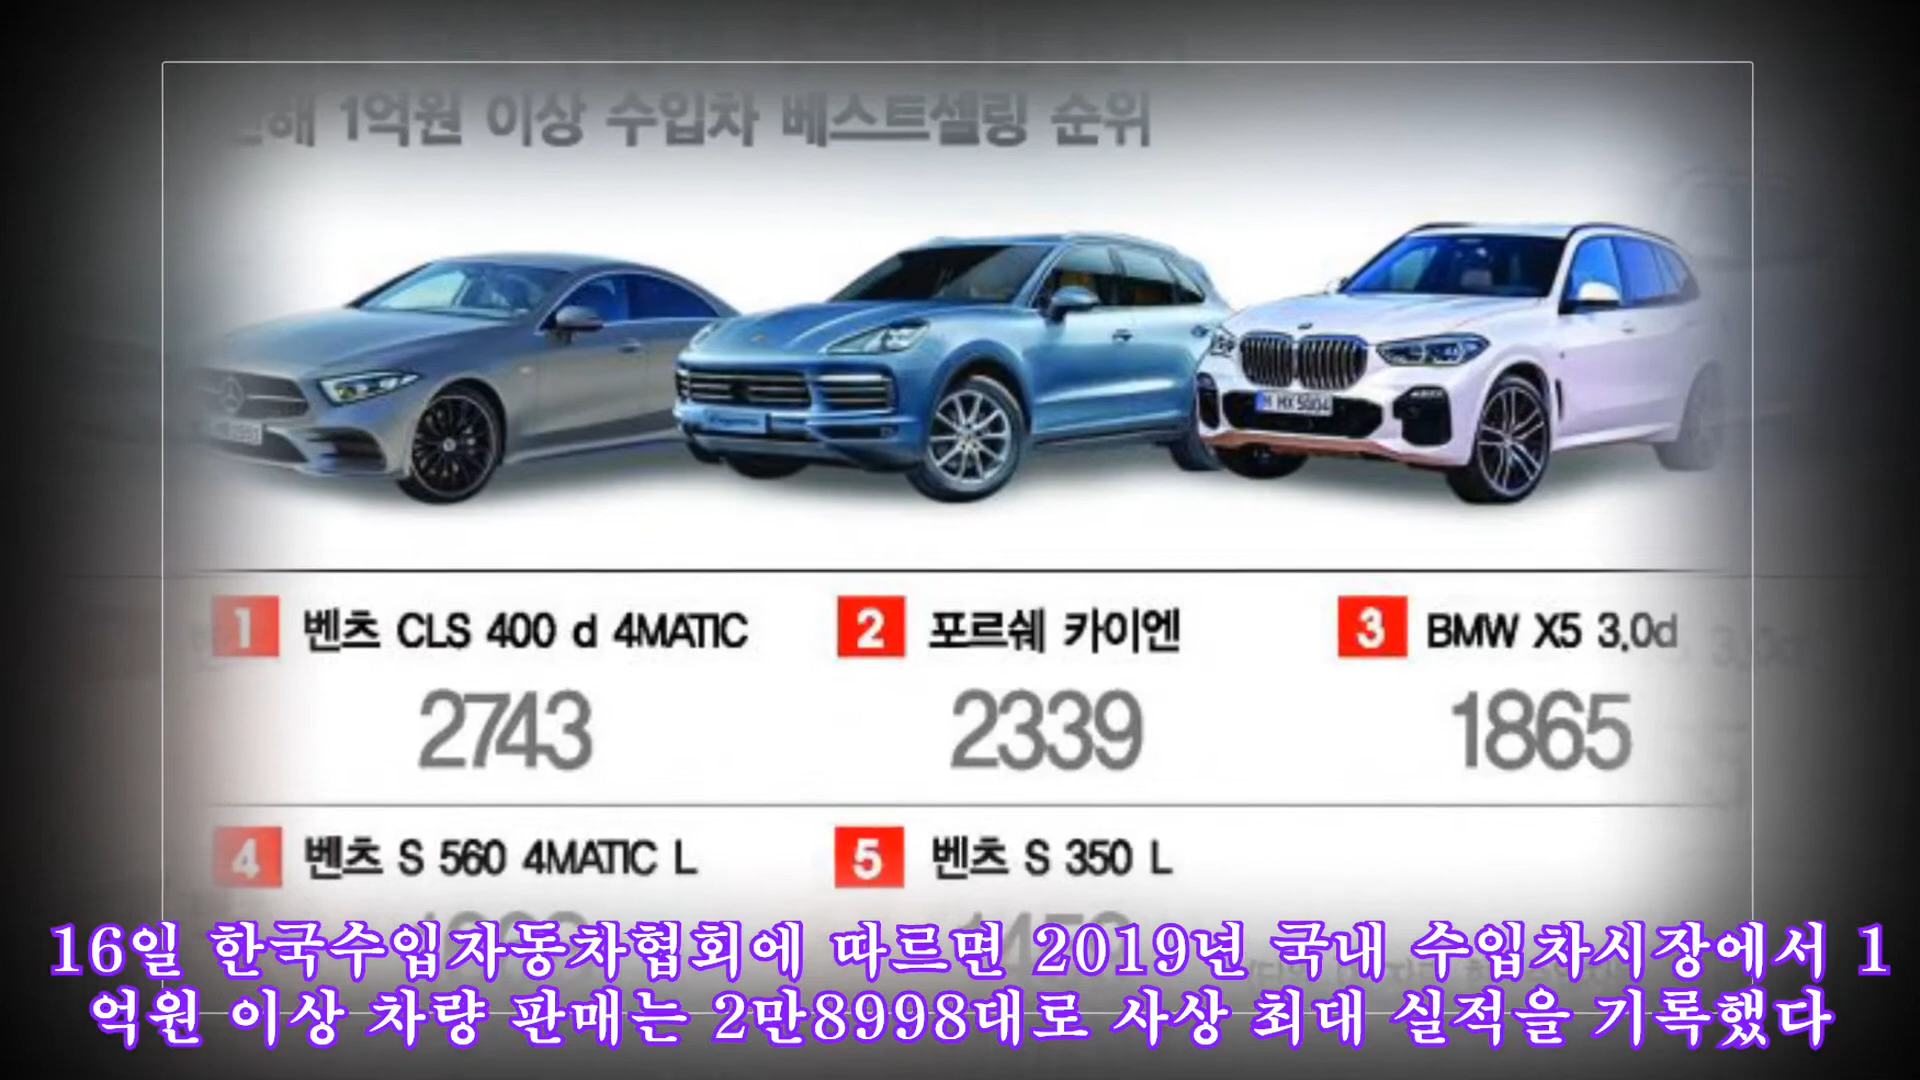 1억원 이상 수입차 베스트셀링 순위
1 벤츠 CLS 400 d 4MATIC
2743
2 포르쉐 카이엔
2339
3 BMW X5 3.0d
1865
4 벤츠 S 560 4MATIC L
5 벤츠 S 350 L
16일 한국수입자동차협회에 따르면 2019년 국내 수입차시장에서 1
억원 이상 차량 판매는 2만8998대로 사상 최대 실적을 기록했다